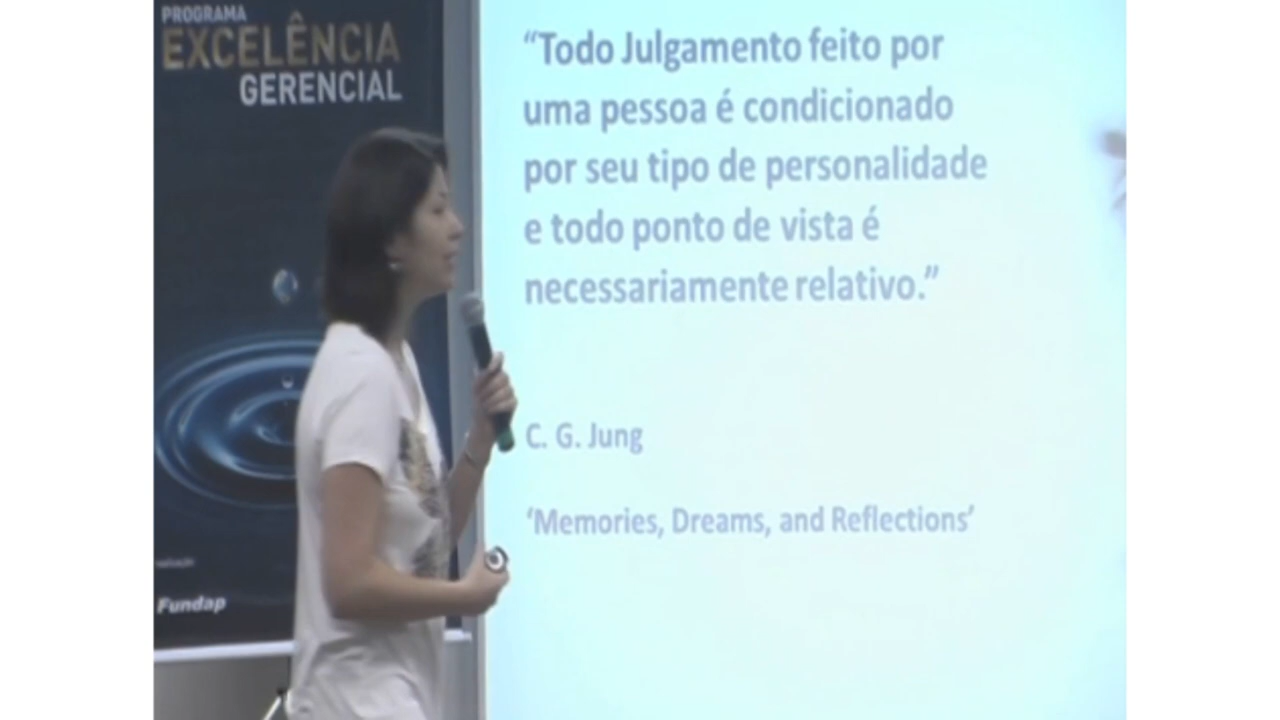 PROGRAMA
EXCELÊNCIA
GERENCIAL
Fundap
“Todo Julgamento feito por
uma pessoa é condicionado
por seu tipo de personalidade
e todo ponto de vista é
necessariamente relativo.”
C. G. Jung
‘Memories, Dreams, and Reflections’